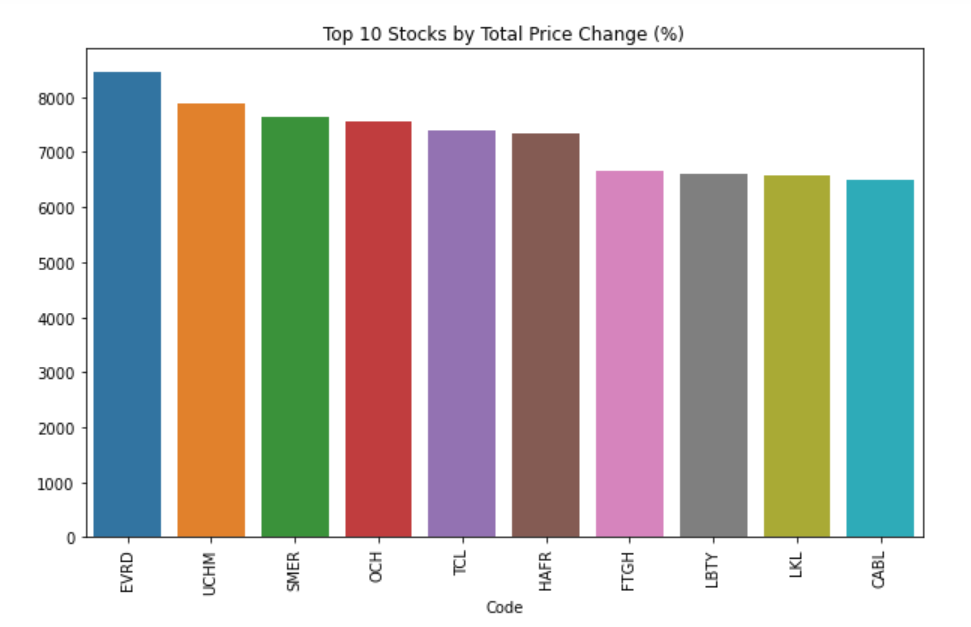 Top 10 Stocks by Total Price Change (%)
8000
7000
6000
5000
4000
3000
2000
1000
0
EVRD
UCHM
SMER
OCH
TCL
HAFR
FTGH
LBTY
LKL
CABL
Code